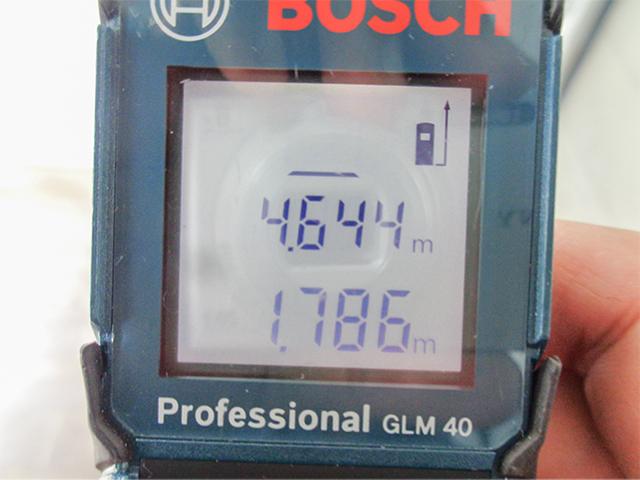 BOSCH
4.644 m
1.786 m
Professional GLM 40